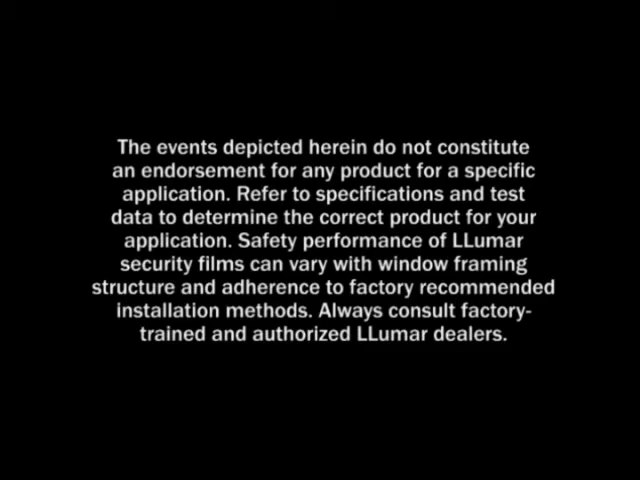 The events depicted herein do not constitute
an endorsement for any product for a specific
application. Refer to specifications and test
data to determine the correct product for your
application. Safety performance of LLumar
security films can vary with window framing
structure and adherence to factory recommended
installation methods. Always consult factory-
trained and authorized LLumar dealers.